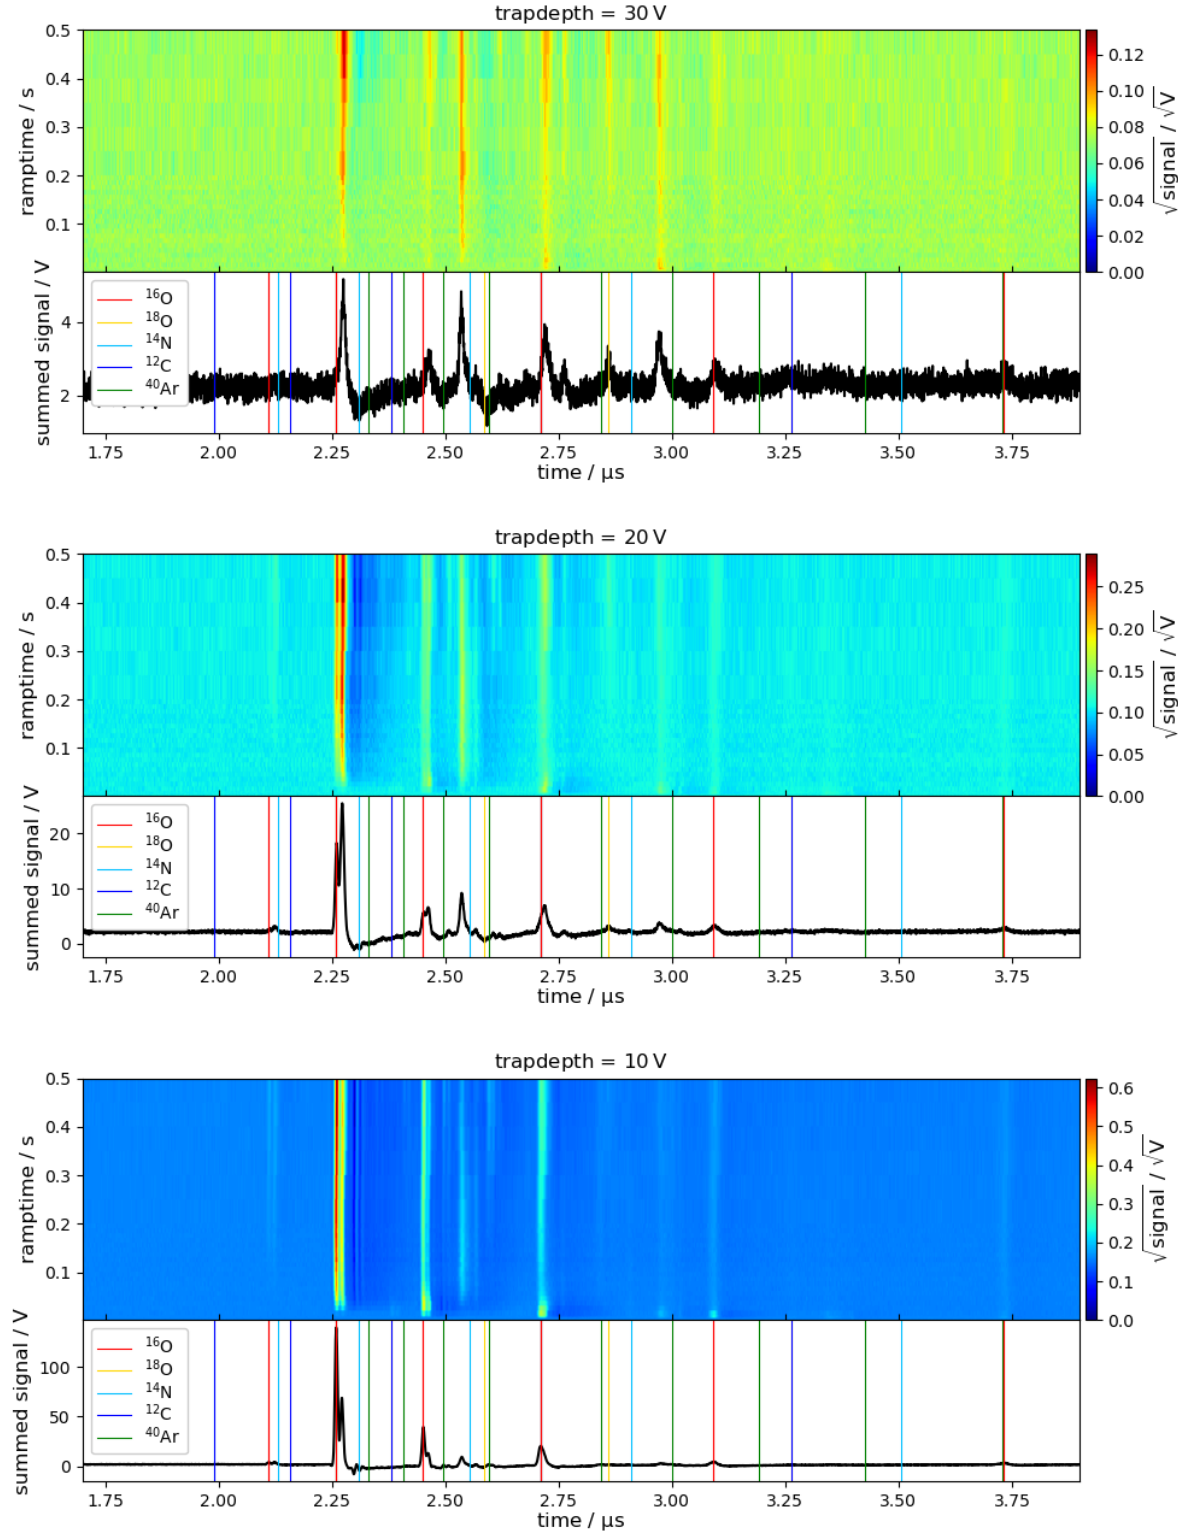 trapdepth = 30 V
0.5
0.4
0.3
0.2
0.1
ramptime / s
0.12
0.10
0.08
0.06
0.04
0.02
0.00
√signal / √V
4
2
summed signal / V
¹⁶O
¹⁸O
¹⁴N
¹²C
⁴⁰Ar
1.75 2.00 2.25 2.50 2.75 3.00 3.25 3.50 3.75
time / µs
trapdepth = 20 V
0.5
0.4
0.3
0.2
0.1
ramptime / s
0.25
0.20
0.15
0.10
0.05
0.00
√signal / √V
20
10
0
summed signal / V
¹⁶O
¹⁸O
¹⁴N
¹²C
⁴⁰Ar
1.75 2.00 2.25 2.50 2.75 3.00 3.25 3.50 3.75
time / µs
trapdepth = 10 V
0.5
0.4
0.3
0.2
0.1
ramptime / s
0.6
0.5
0.4
0.3
0.2
0.1
0.0
√signal / √V
100
50
0
summed signal / V
¹⁶O
¹⁸O
¹⁴N
¹²C
⁴⁰Ar
1.75 2.00 2.25 2.50 2.75 3.00 3.25 3.50 3.75
time / µs